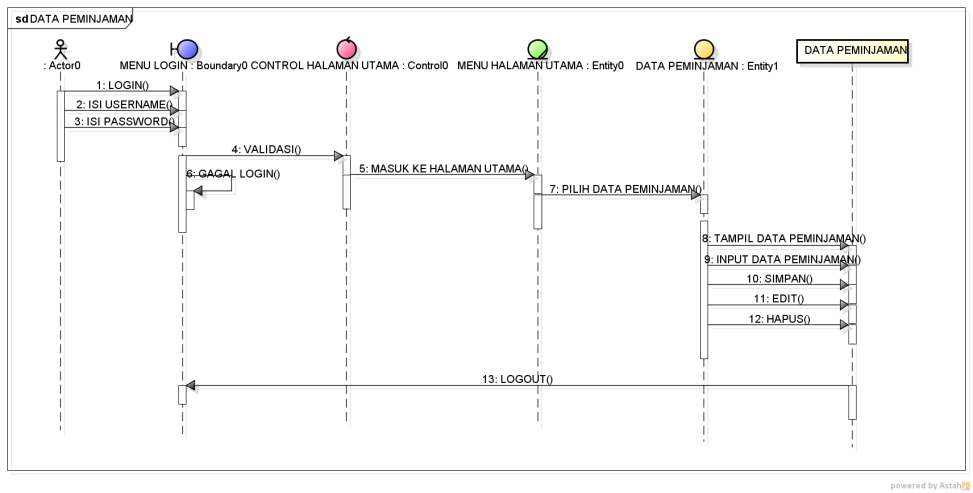 sd DATA PEMINJAMAN
: Actor0
MENU LOGIN : Boundary0
CONTROL HALAMAN UTAMA : Control0
MENU HALAMAN UTAMA : Entity0
DATA PEMINJAMAN : Entity1
DATA PEMINJAMAN
1: LOGIN()
2: ISI USERNAME()
3: ISI PASSWORD()
4: VALIDASI()
5: MASUK KE HALAMAN UTAMA()
6: GAGAL LOGIN()
7: PILIH DATA PEMINJAMAN()
8: TAMPIL DATA PEMINJAMAN()
9: INPUT DATA PEMINJAMAN()
10: SIMPAN()
11: EDIT()
12: HAPUS()
13: LOGOUT()
powered by Astah